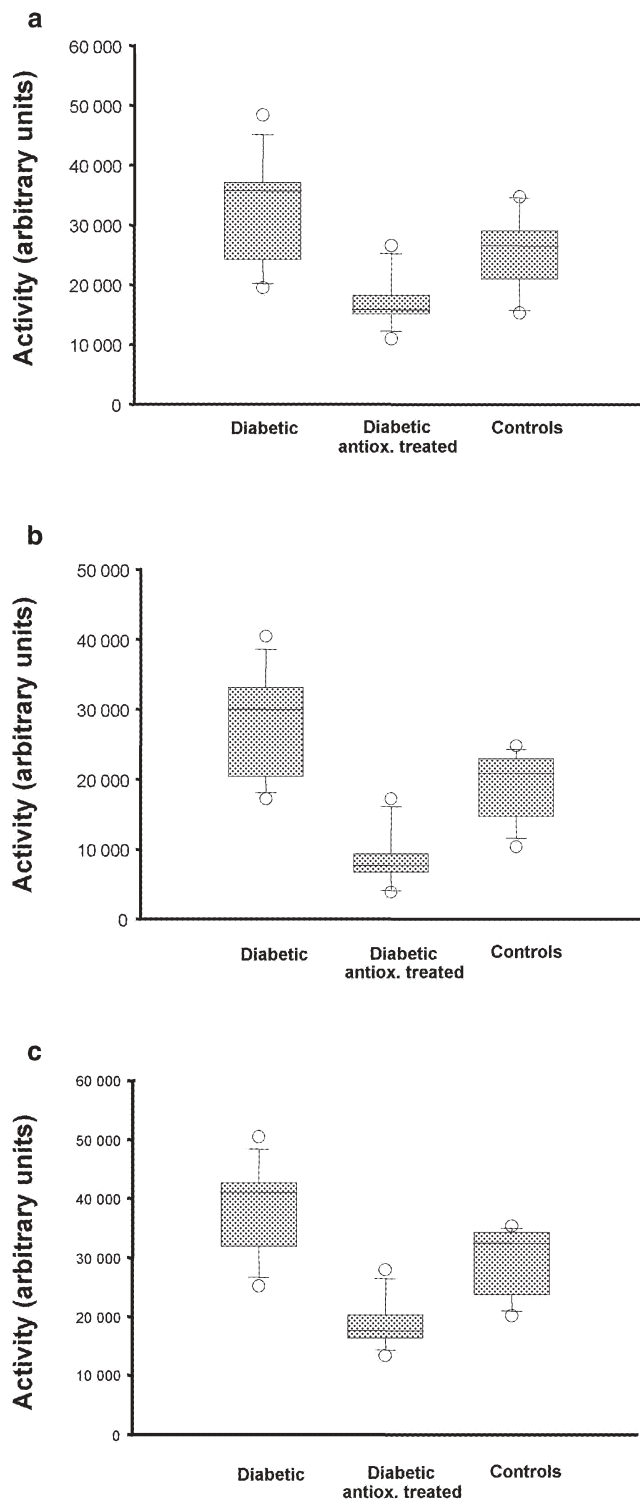 a
Activity (arbitrary units)
60 000
50 000
40 000
30 000
20 000
10 000
0
Diabetic
Diabetic
antiox. treated
Controls
b
Activity (arbitrary units)
50 000
40 000
30 000
20 000
10 000
0
Diabetic
Diabetic
antiox. treated
Controls
c
Activity (arbitrary units)
60 000
50 000
40 000
30 000
20 000
10 000
0
Diabetic
Diabetic
antiox. treated
Controls